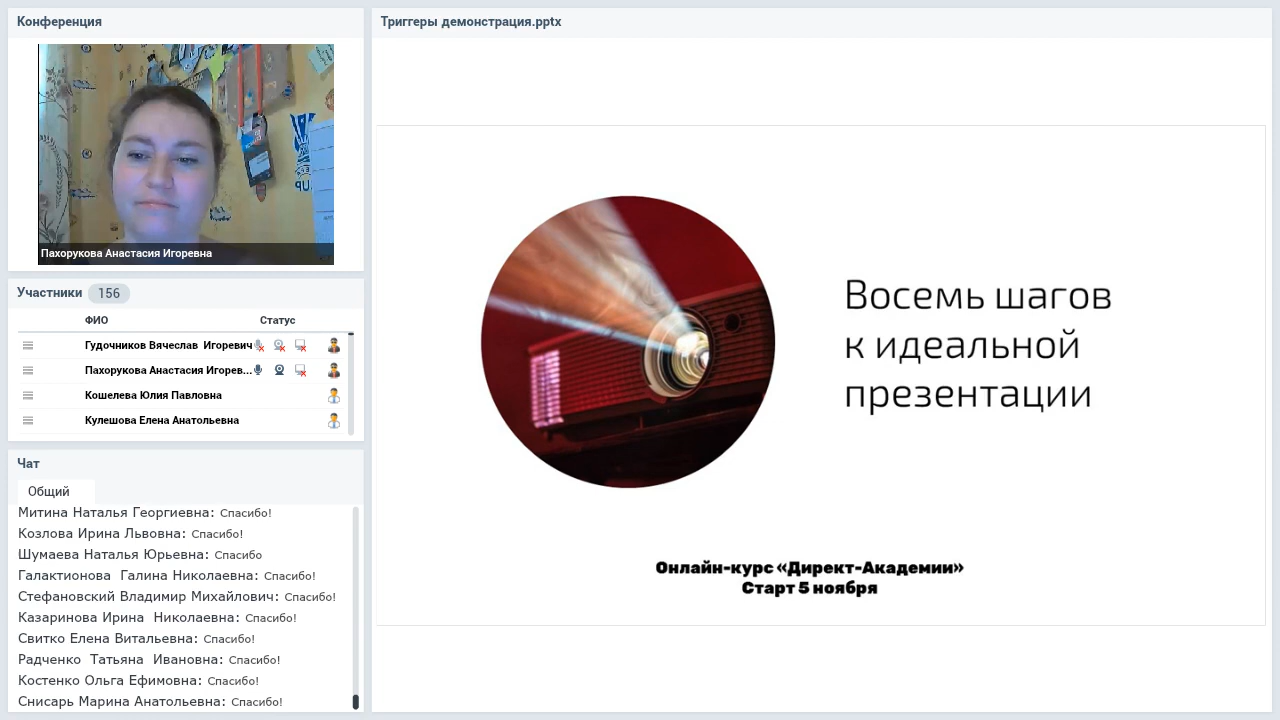 Конференция
Пахорукова Анастасия Игоревна
Участники 156
ФИО Статус
Гудочников Вячеслав Игоревич
Пахорукова Анастасия Игорев...
Кошелева Юлия Павловна
Кулешова Елена Анатольевна
Чат
Общий
Митина Наталья Георгиевна: Спасибо!
Козлова Ирина Львовна: Спасибо!
Шумаева Наталья Юрьевна: Спасибо
Галактионова Галина Николаевна: Спасибо!
Стефановский Владимир Михайлович: Спасибо!
Казаринова Ирина Николаевна: Спасибо!
Свитко Елена Витальевна: Спасибо!
Радченко Татьяна Ивановна: Спасибо!
Костенко Ольга Ефимовна: Спасибо!
Снисарь Марина Анатольевна: Спасибо!
Триггеры демонстрация.pptx
Восемь шагов
к идеальной
презентации
Онлайн-курс «Директ-Академии»
Старт 5 ноября